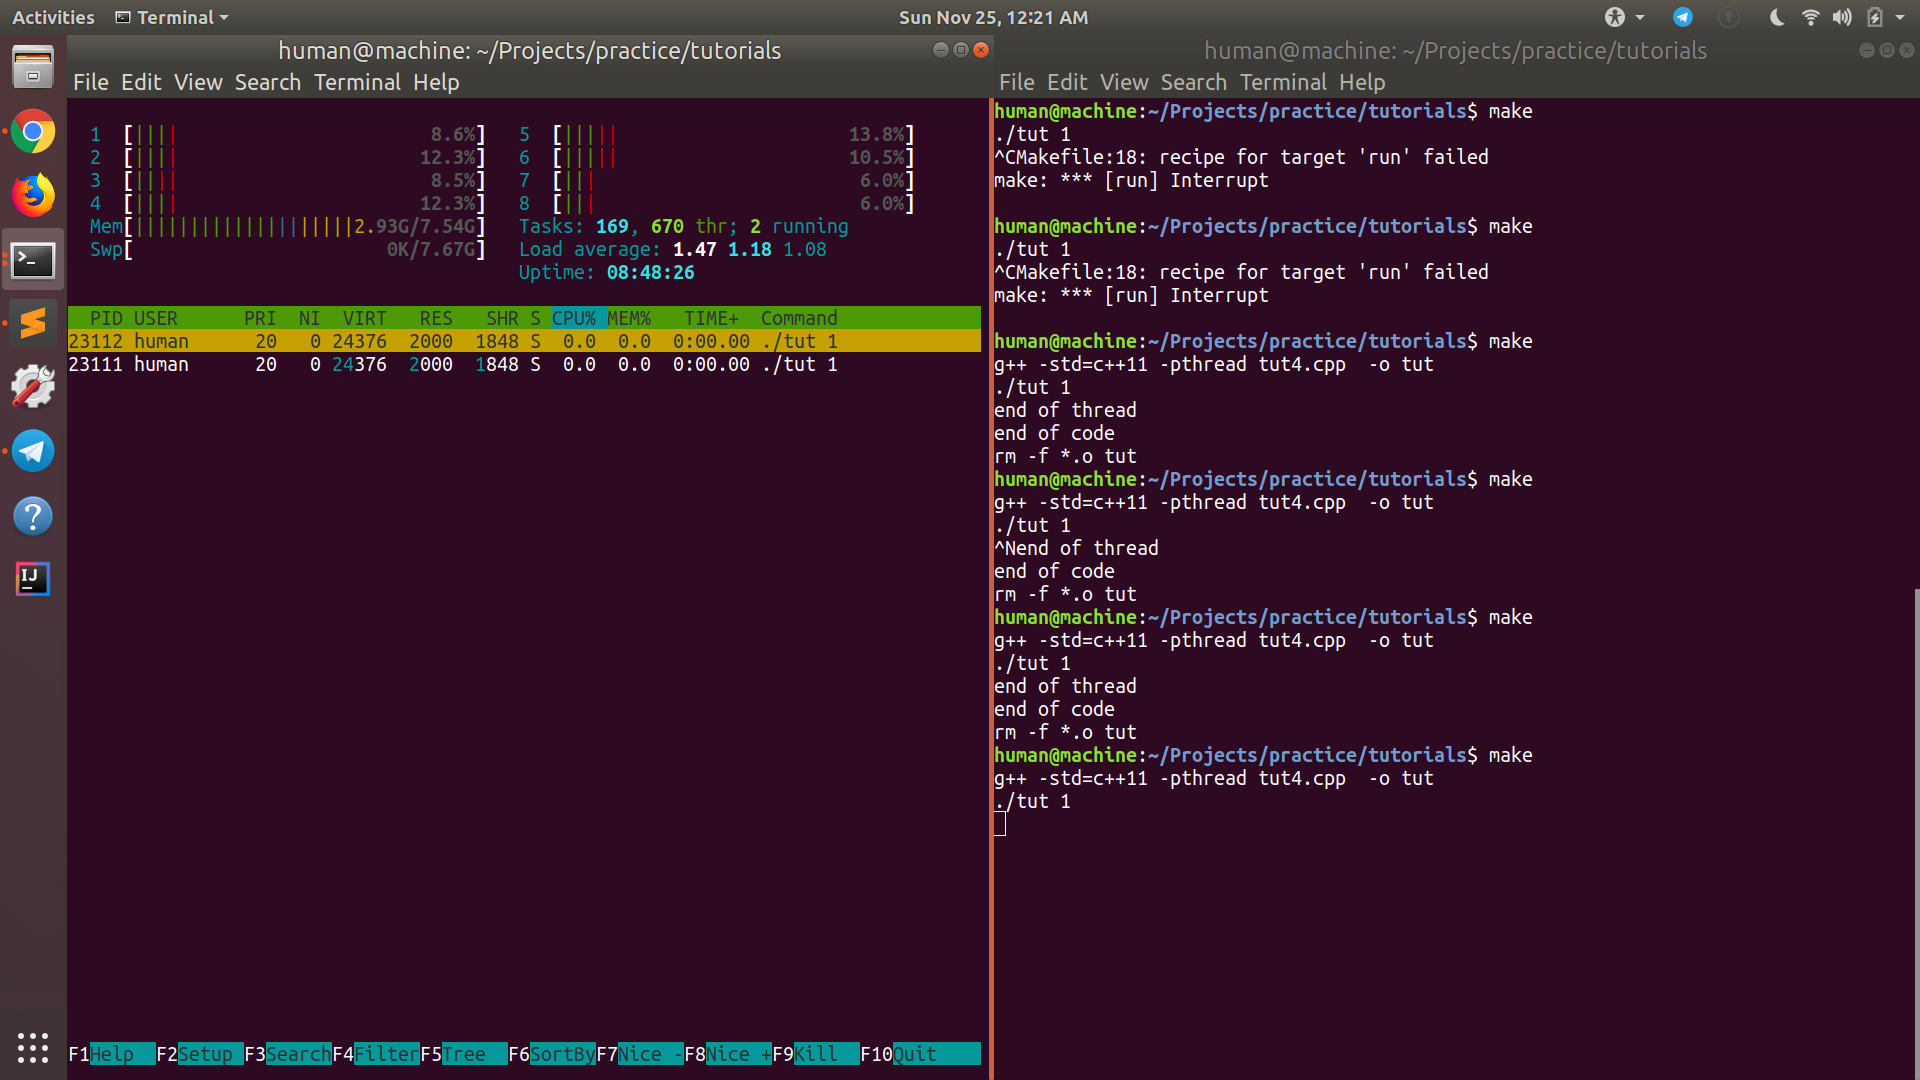 Activities Terminal Sun Nov 25, 12:21 AM
human@machine: ~/Projects/practice/tutorials
File Edit View Search Terminal Help
1 [|||| 8.6%] 5 [||||| 13.8%]
2 [|||| 12.3%] 6 [||||| 10.5%]
3 [|||| 8.5%] 7 [||| 6.0%]
4 [|||| 12.3%] 8 [||| 6.0%]
Mem[||||||||||||||||||||2.93G/7.54G] Tasks: 169, 670 thr; 2 running
Swp[ 0K/7.67G] Load average: 1.47 1.18 1.08
Uptime: 08:48:26
PID USER PRI NI VIRT RES SHR S CPU% MEM% TIME+ Command
23112 human 20 0 24376 2000 1848 S 0.0 0.0 0:00.00 ./tut 1
23111 human 20 0 24376 2000 1848 S 0.0 0.0 0:00.00 ./tut 1
F1Help F2Setup F3SearchF4FilterF5Tree F6SortByF7Nice -F8Nice +F9Kill F10Quit
human@machine: ~/Projects/practice/tutorials
File Edit View Search Terminal Help
human@machine:~/Projects/practice/tutorials$ make
./tut 1
^CMakefile:18: recipe for target 'run' failed
make: *** [run] Interrupt
human@machine:~/Projects/practice/tutorials$ make
./tut 1
^CMakefile:18: recipe for target 'run' failed
make: *** [run] Interrupt
human@machine:~/Projects/practice/tutorials$ make
g++ -std=c++11 -pthread tut4.cpp  -o tut
./tut 1
end of thread
end of code
rm -f *.o tut
human@machine:~/Projects/practice/tutorials$ make
g++ -std=c++11 -pthread tut4.cpp  -o tut
./tut 1
^Nend of thread
end of code
rm -f *.o tut
human@machine:~/Projects/practice/tutorials$ make
g++ -std=c++11 -pthread tut4.cpp  -o tut
./tut 1
end of thread
end of code
rm -f *.o tut
human@machine:~/Projects/practice/tutorials$ make
g++ -std=c++11 -pthread tut4.cpp  -o tut
./tut 1
IJ